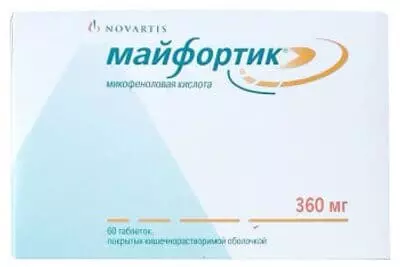 NOVARTIS
майфортик®
микофеноловая кислота
360 мг
60 таблеток,
покрытых кишечнорастворимой оболочкой